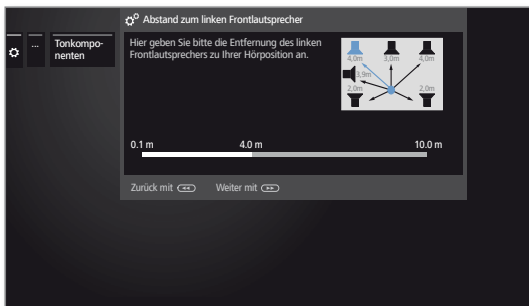 Abstand zum linken Frontlautsprecher
...
Tonkompo-
nenten
Hier geben Sie bitte die Entfernung des linken
Frontlautsprechers zu Ihrer Hörposition an.
4,0m 3,0m 4,0m
3,9m
2,0m 2,0m
0.1 m 4.0 m 10.0 m
Zurück mit Weiter mit